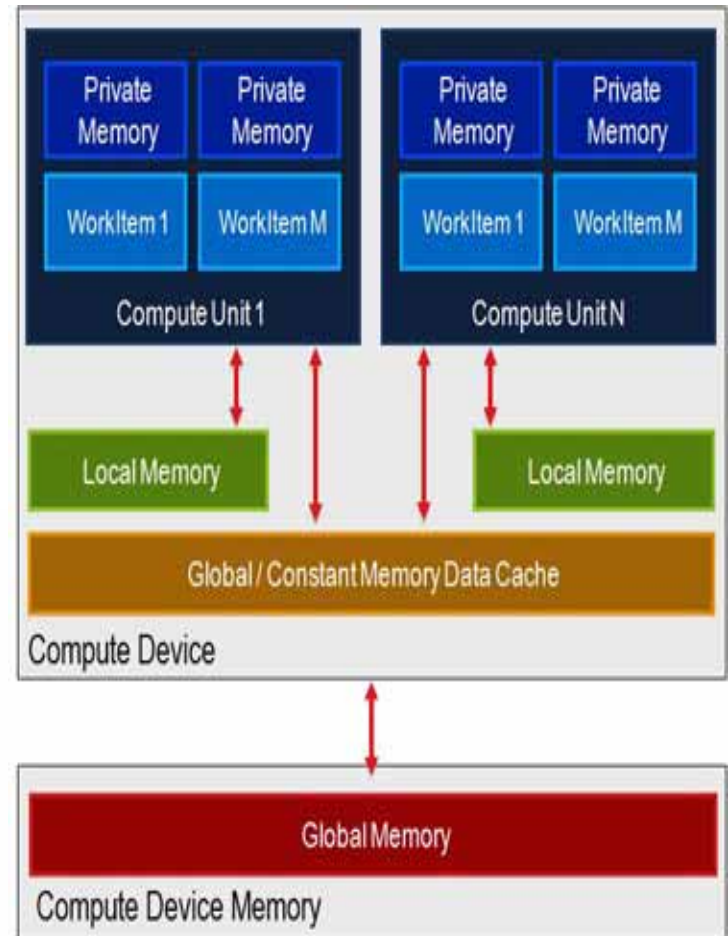 Private Memory
Private Memory
Private Memory
Private Memory
WorkItem 1
WorkItem M
WorkItem 1
WorkItem M
Compute Unit 1
Compute Unit N
Local Memory
Local Memory
Global / Constant Memory Data Cache
Compute Device
Global Memory
Compute Device Memory